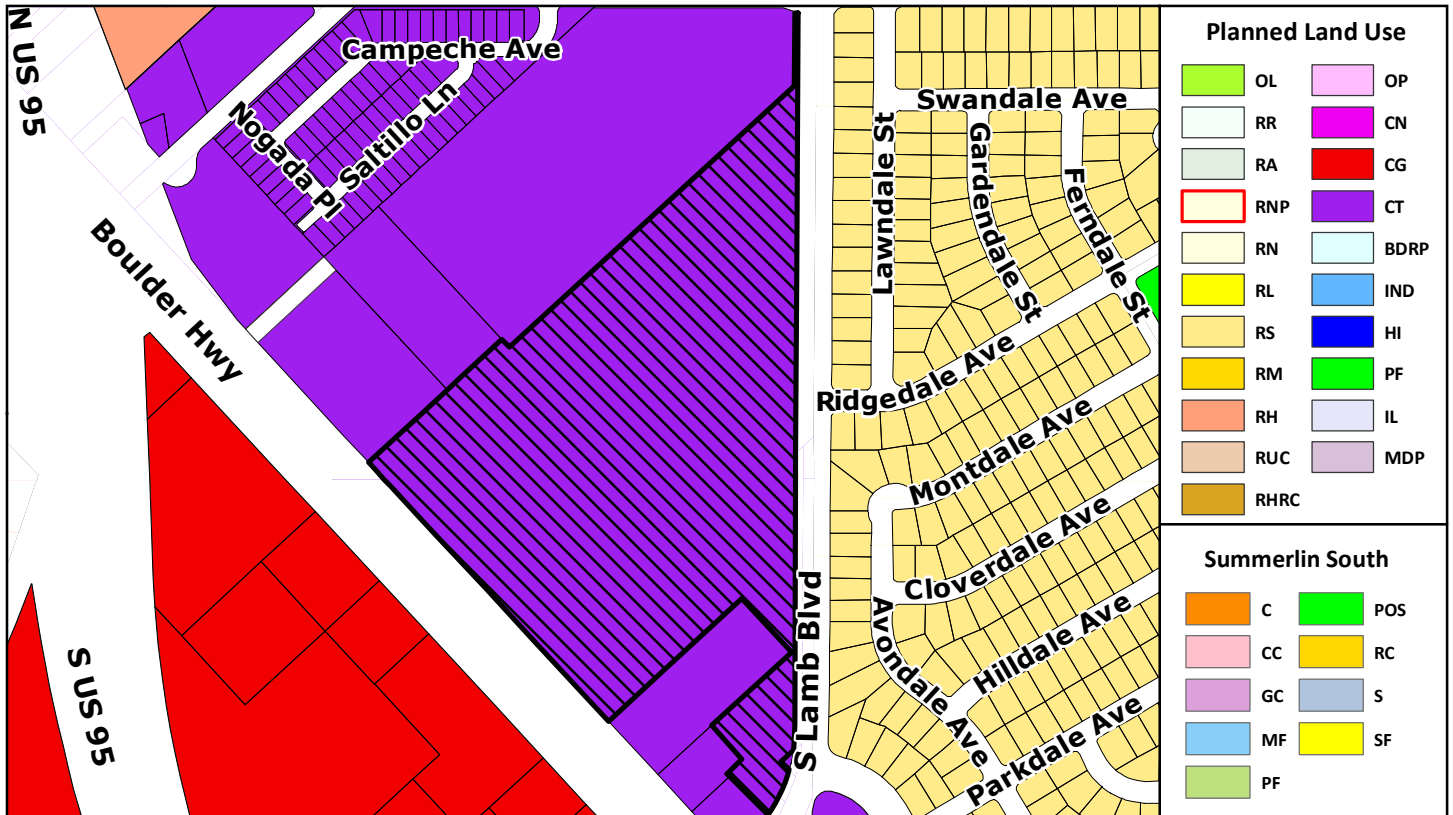 N US 95
Campeche Ave
Nogada Pl
Saltillo Ln
Boulder Hwy
S US 95
S Lamb Blvd
Swandale Ave
Lawndale St
Gardendale St
Ferndale St
Ridgedale Ave
Montdale Ave
Cloverdale Ave
Avondale Ave
Hilldale Ave
Parkdale Ave
Planned Land Use
OL
OP
RR
CN
RA
CG
RNP
CT
RN
BDRP
RL
IND
RS
HI
RM
PF
RH
IL
RUC
MDP
RHRC
Summerlin South
C
POS
CC
RC
GC
S
MF
SF
PF